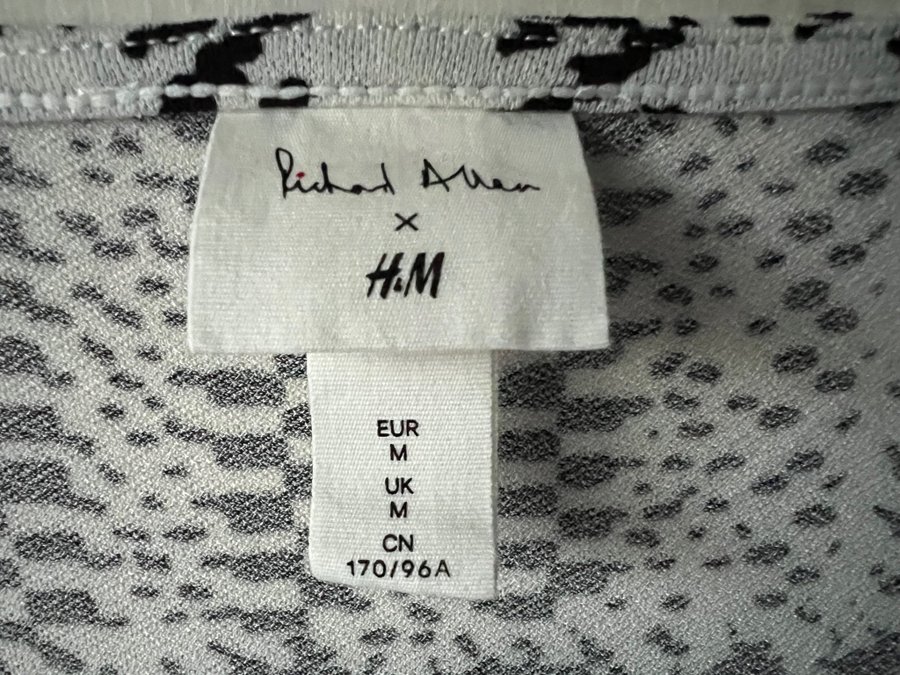 Richard Allan
×
H&M
EUR
M
UK
M
CN
170/96A